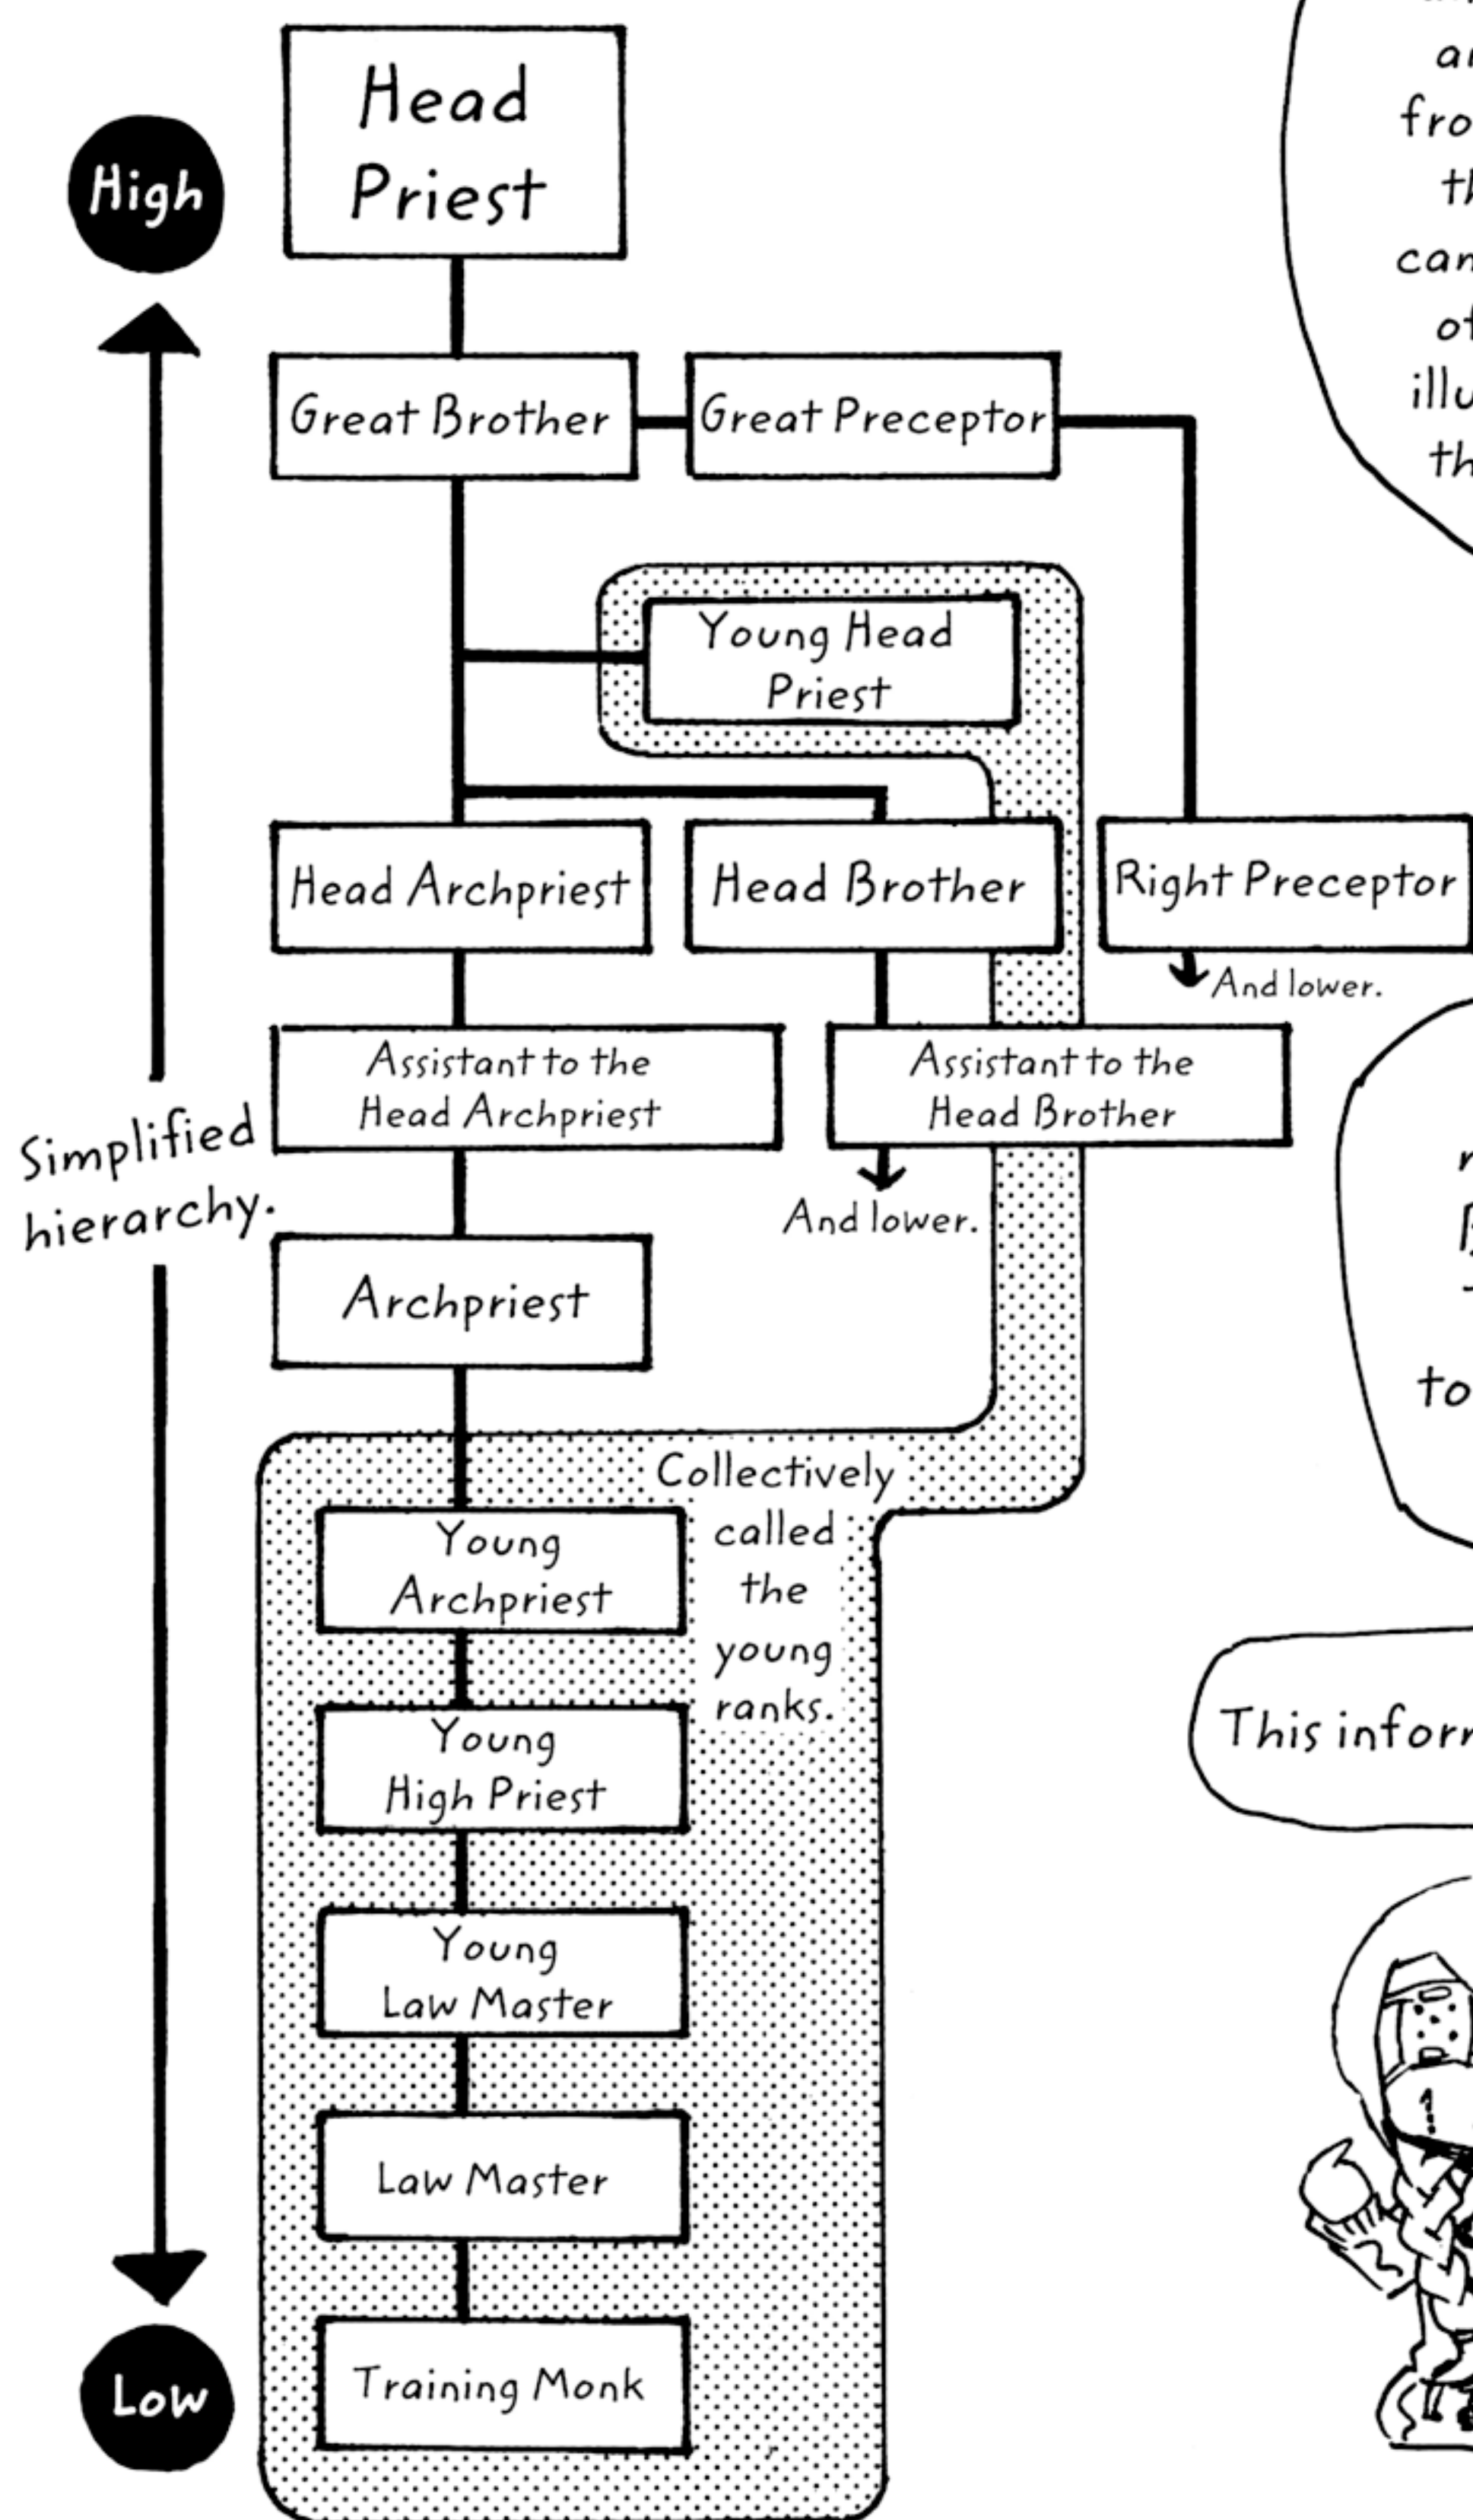 High
Head
Priest
Great Brother
Great Preceptor
Young Head
Priest
Head Archpriest
Head Brother
Right Preceptor
And lower.
Assistant to the
Head Archpriest
Assistant to the
Head Brother
And lower.
Simplified
hierarchy.
Archpriest
Collectively
called
the
young
ranks.
Young
Archpriest
Young
High Priest
Young
Law Master
Law Master
Training Monk
Low
to
This